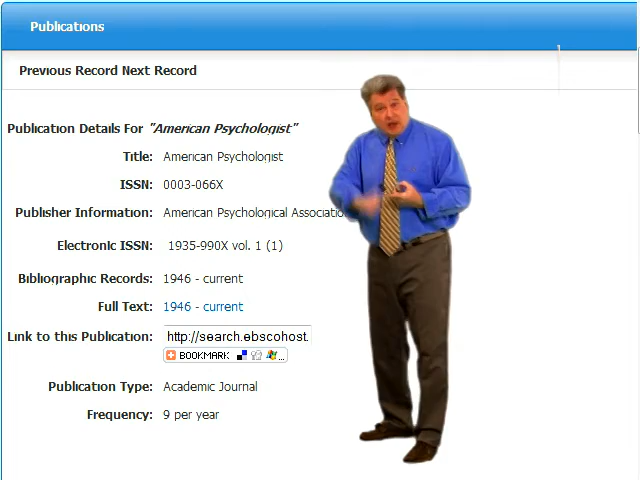 Publications
Previous Record Next Record
Publication Details For "American Psychologist"
Title: American Psychologist
ISSN: 0003-066X
Publisher Information: American Psychological Associatio
Electronic ISSN: 1935-990X vol. 1 (1)
Bibliographic Records: 1946 - current
Full Text: 1946 - current
Link to this Publication: http://search.ebscohost.
BOOKMARK
Publication Type: Academic Journal
Frequency: 9 per year